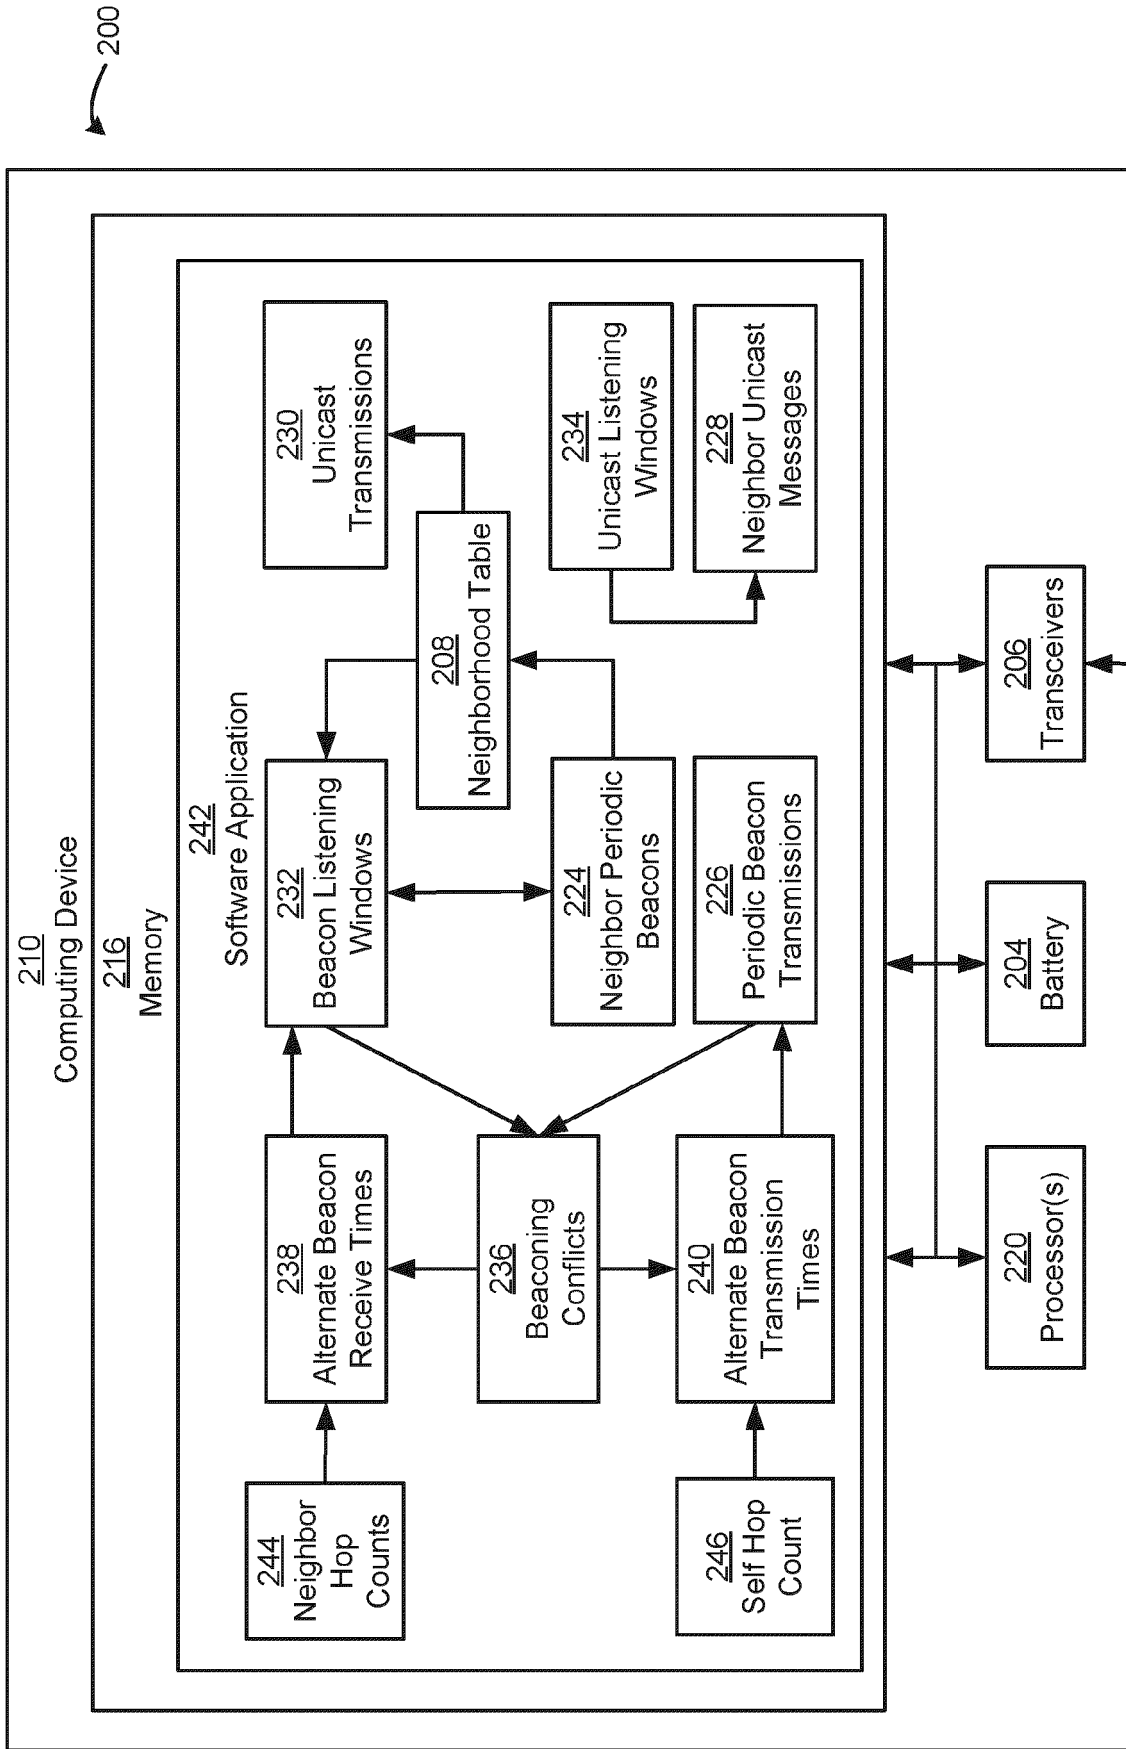 200
210
Computing Device
216
Memory
242
Software Application
244
Neighbor
Hop
Counts
238
Alternate Beacon
Receive Times
232
Beacon Listening
Windows
230
Unicast
Transmissions
208
Neighborhood Table
236
Beaconing
Conflicts
224
Neighbor Periodic
Beacons
234
Unicast Listening
Windows
246
Self Hop
Count
240
Alternate Beacon
Transmission
Times
226
Periodic Beacon
Transmissions
228
Neighbor Unicast
Messages
220
Processor(s)
204
Battery
206
Transceivers